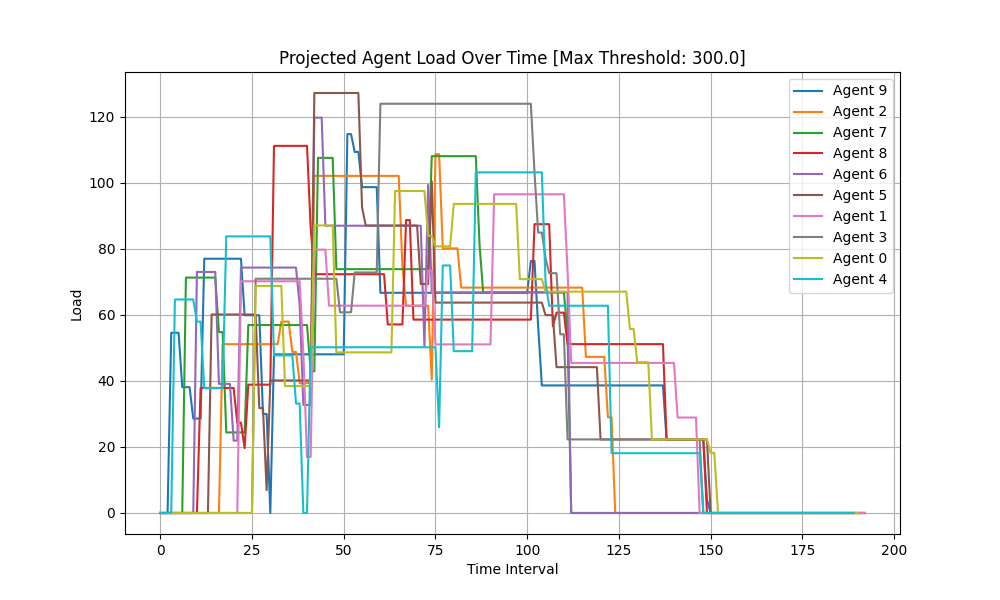 Projected Agent Load Over Time [Max Threshold: 300.0]
Load
120
100
80
60
40
20
0
0
25
50
75
100
125
150
175
200
Time Interval
Agent 9
Agent 2
Agent 7
Agent 8
Agent 6
Agent 5
Agent 1
Agent 3
Agent 0
Agent 4